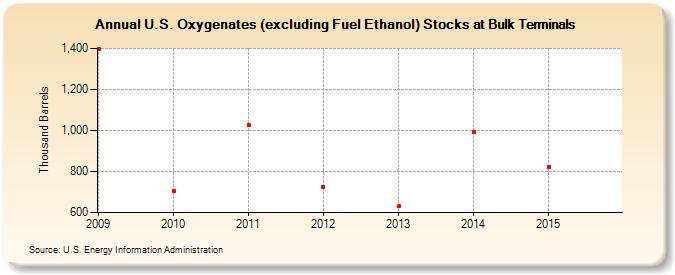 Annual U.S. Oxygenates (excluding Fuel Ethanol) Stocks at Bulk Terminals
Thousand Barrels
1,400
1,200
1,000
800
600
2009 2010 2011 2012 2013 2014 2015
Source: U.S. Energy Information Administration